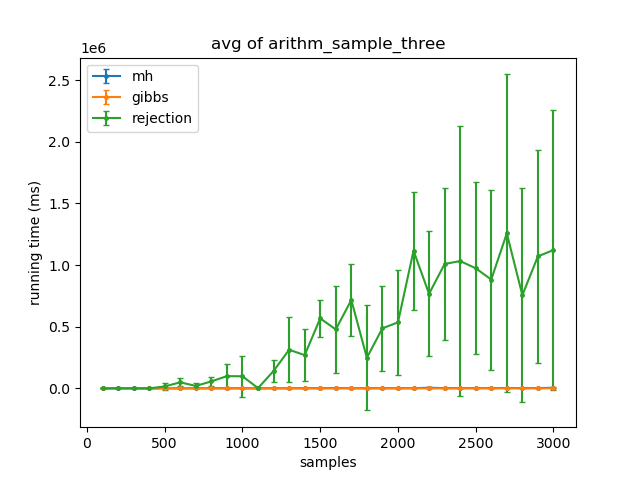 avg of arithm_sample_three
1e6
mh
gibbs
rejection
2.5
2.0
1.5
1.0
0.5
0.0
running time (ms)
0 500 1000 1500 2000 2500 3000
samples